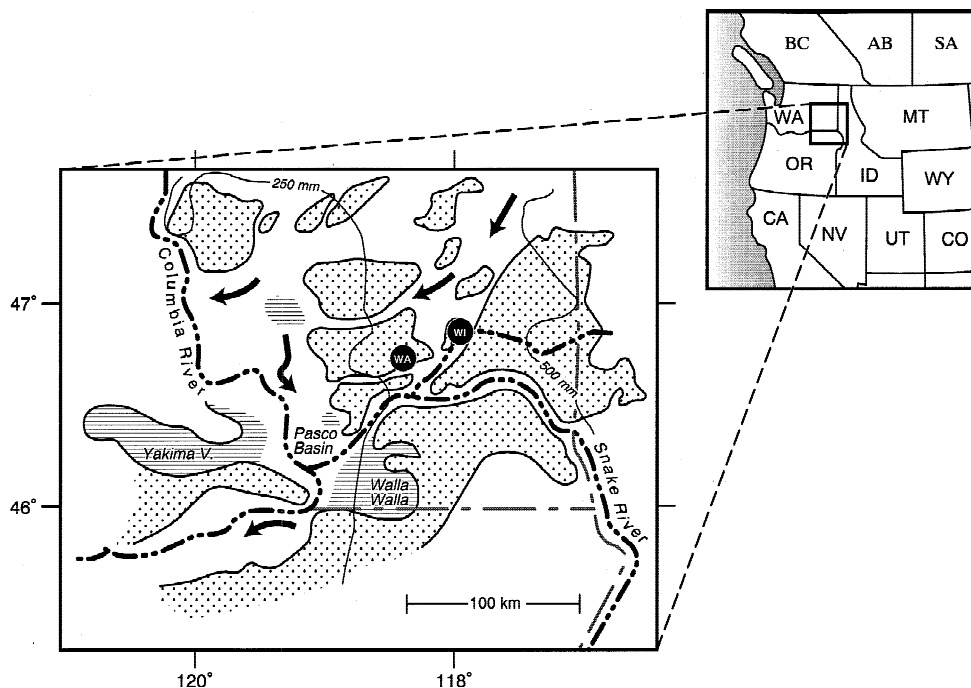 BC
AB
SA
WA
MT
OR
ID
WY
CA
NV
UT
CO
250 mm
47°
Columbia River
WI
WA
500 mm
Pasco
Basin
Yakima V.
Walla
Walla
Snake River
46°
100 km
120°
118°